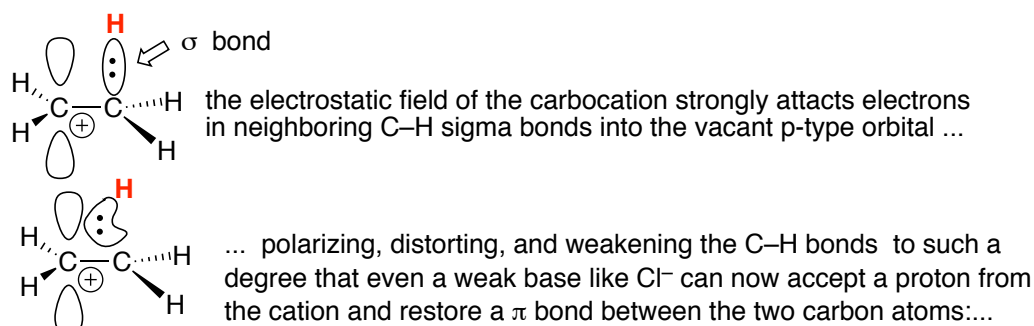 H
σ bond
H
C C H
H + H
the electrostatic field of the carbocation strongly attacts electrons
in neighboring C–H sigma bonds into the vacant p-type orbital ...
H
H H
C C
H + H
... polarizing, distorting, and weakening the C–H bonds to such a
degree that even a weak base like Cl⁻ can now accept a proton from
the cation and restore a π bond between the two carbon atoms:...